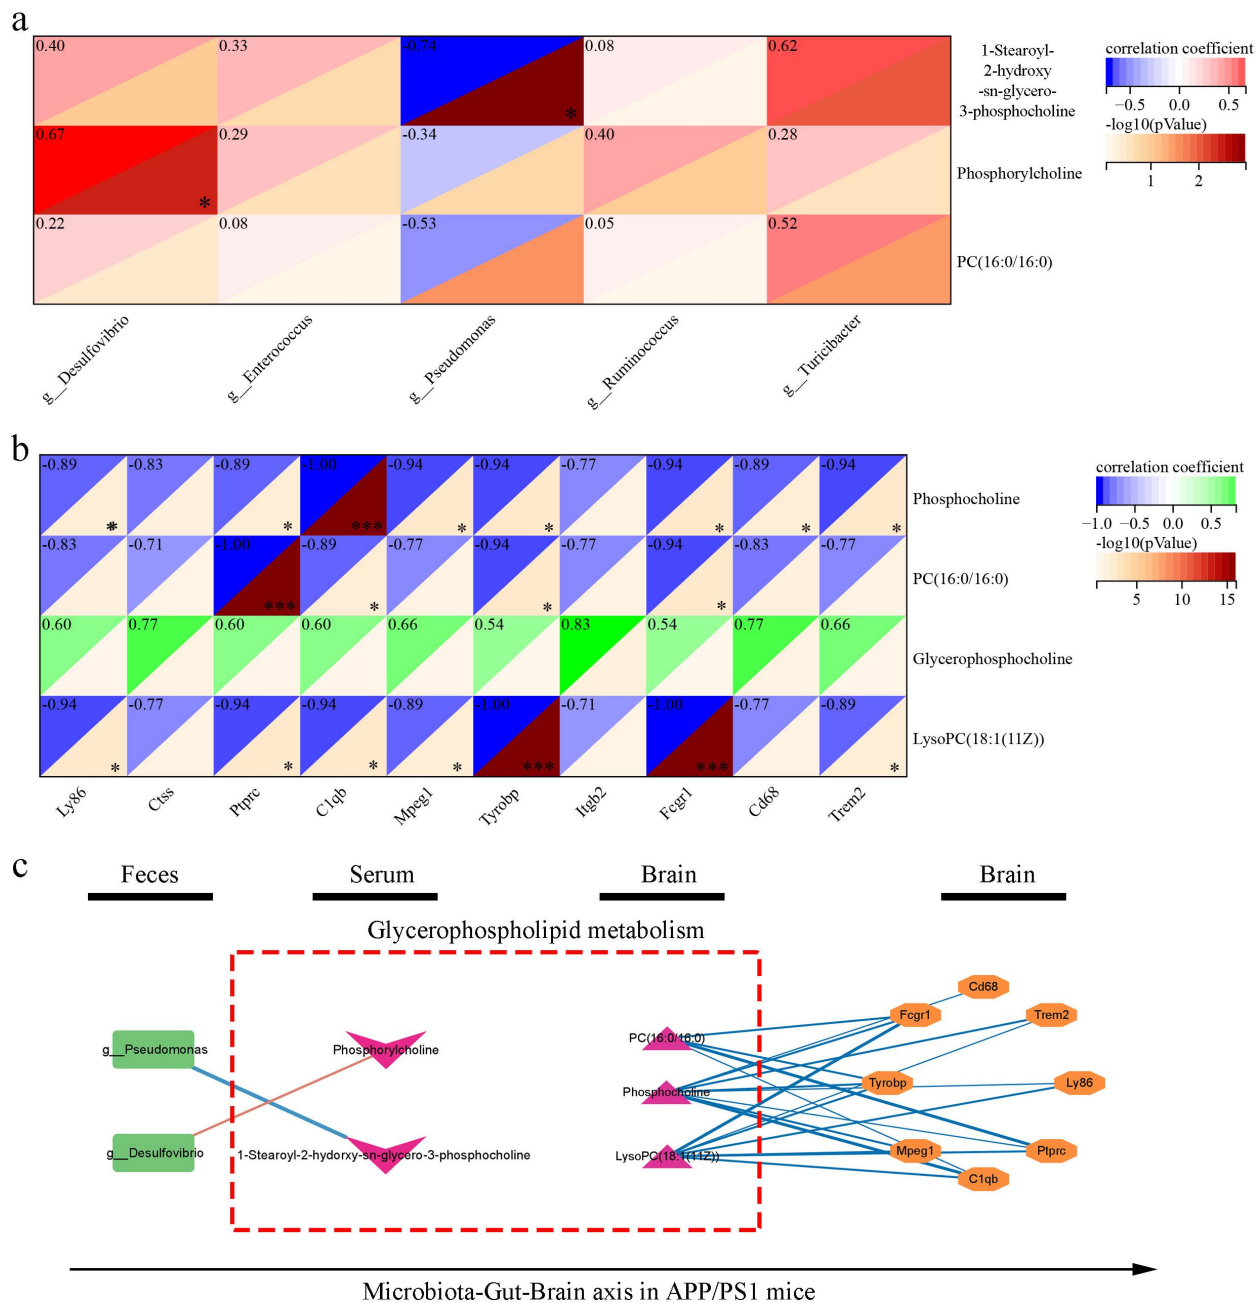 a
0.40 0.33 -0.74 0.08 0.62
*
1-Stearoyl-
2-hydroxy
-sn-glycero-
3-phosphocholine
0.67 0.29 -0.34 0.40 0.28
*
Phosphorylcholine
0.22 0.08 -0.53 0.05 0.52
PC(16:0/16:0)
g__Desulfovibrio g__Enterococcus g__Pseudomonas g__Ruminococcus g__Turicibacter
correlation coefficient
−0.5 0.0 0.5
-log10(pValue)
1 2
b
-0.89 -0.83 -0.89 -1.00 -0.94 -0.94 -0.77 -0.94 -0.89 -0.94
* * *** * * * * *
Phosphocholine
-0.83 -0.71 -1.00 -0.89 -0.77 -0.94 -0.77 -0.94 -0.83 -0.77
*** * * *
PC(16:0/16:0)
0.60 0.77 0.60 0.60 0.66 0.54 0.83 0.54 0.77 0.66
Glycerophosphocholine
-0.94 -0.77 -0.94 -0.94 -0.89 -1.00 -0.71 -1.00 -0.77 -0.89
* * * * *** *** *
LysoPC(18:1(11Z))
Ly86 Ctss Ptprc C1qb Mpeg1 Tyrobp Itgb2 Fcgr1 Cd68 Trem2
correlation coefficient
−1.0 −0.5 0.0 0.5
-log10(pValue)
5 10 15
c
Feces Serum Brain Brain
Glycerophospholipid metabolism
Cd68
Fcgr1 Trem2
PC(16:0/16:0)
g__Pseudomonas Phosphorylcholine
Tyrobp Ly86
Phosphocholine
g__Desulfovibrio 1-Stearoyl-2-hydorxy-sn-glycero-3-phosphocholine LysoPC(18:1(11Z)) Mpeg1 Ptprc
C1qb
Microbiota-Gut-Brain axis in APP/PS1 mice